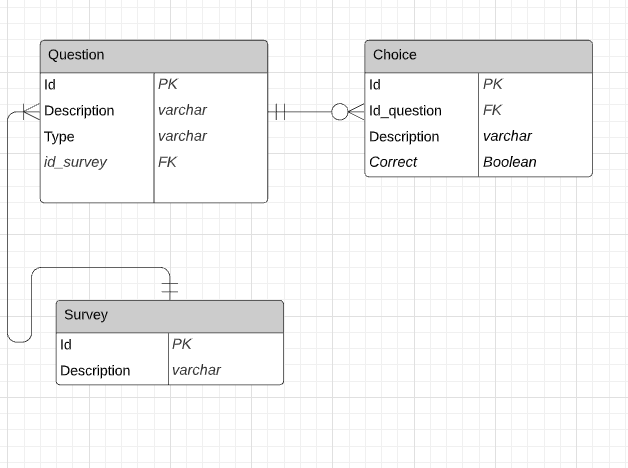 Question
Id PK
Description varchar
Type varchar
id_survey FK
Choice
Id PK
Id_question FK
Description varchar
Correct Boolean
Survey
Id PK
Description varchar